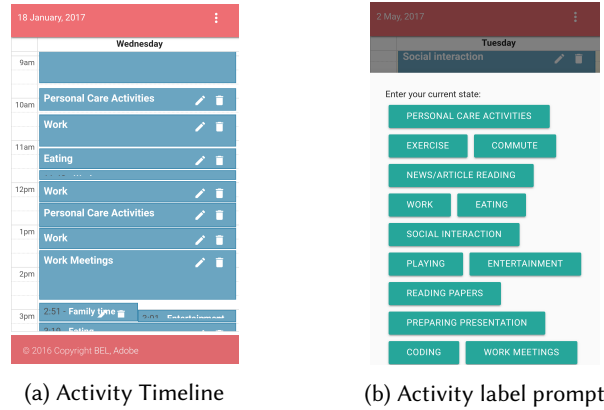 18 January, 2017
Wednesday
9am
10am
Personal Care Activities
Work
11am
Eating
12pm
Work
Personal Care Activities
1pm
Work
Work Meetings
2pm
3pm
2:51 - Family time
Entertainment
Eating
© 2016 Copyright BEL, Adobe
(a) Activity Timeline
2 May, 2017
Tuesday
Social Interaction
Enter your current state:
PERSONAL CARE ACTIVITIES
EXERCISE COMMUTE
NEWS/ARTICLE READING
WORK EATING
SOCIAL INTERACTION
PLAYING ENTERTAINMENT
READING PAPERS
PREPARING PRESENTATION
CODING WORK MEETINGS
(b) Activity label prompt